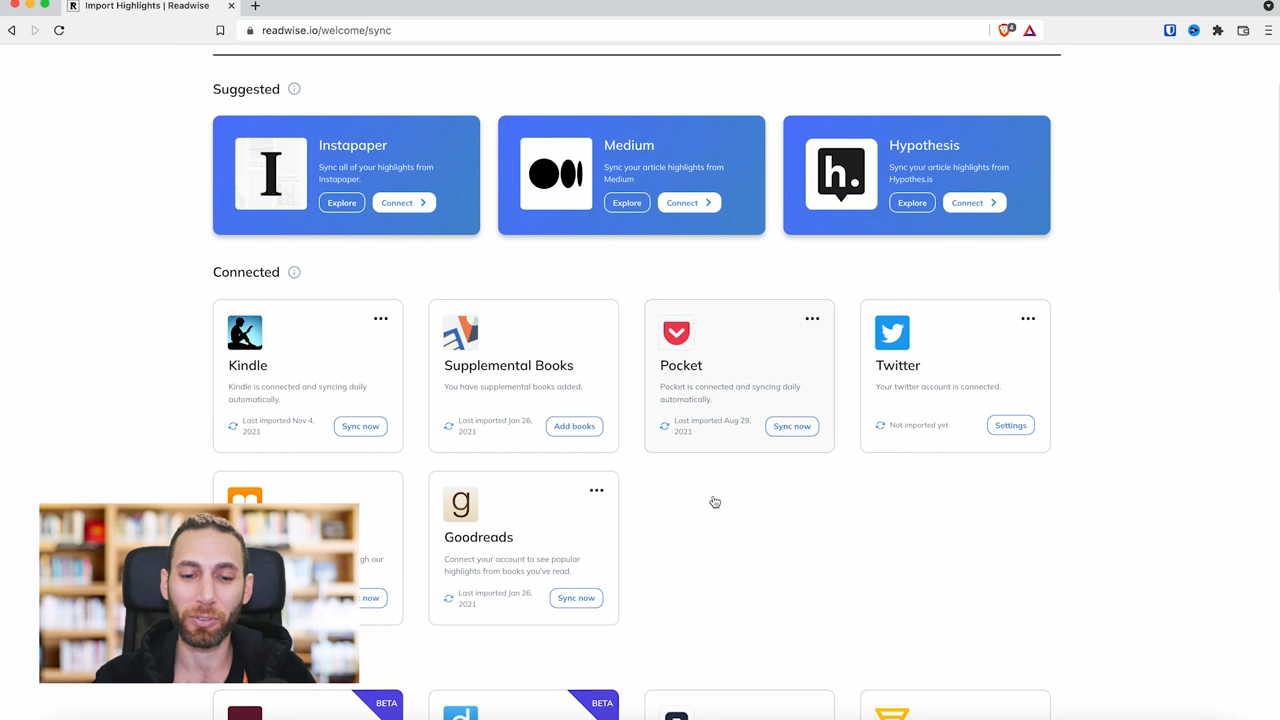 Import Highlights | Readwise
readwise.io/welcome/sync
4
Suggested
Instapaper
Sync all of your highlights from
Instapaper.
Explore
Connect
Medium
Sync your article highlights from
Medium
Explore
Connect
Hypothesis
Sync your article highlights from
Hypothes.is
Explore
Connect
h.
Connected
Kindle
Kindle is connected and syncing daily
automatically.
Last imported Nov 4,
2021
Sync now
Supplemental Books
You have supplemental books added.
Last imported Jan 26,
2021
Add books
Pocket
Pocket is connected and syncing daily
automatically.
Last imported Aug 29,
2021
Sync now
Twitter
Your twitter account is connected.
Not imported yet
Settings
gh our
now
g
Goodreads
Connect your account to see popular
highlights from books you've read.
Last imported Jan 26,
2021
Sync now
BETA
BETA